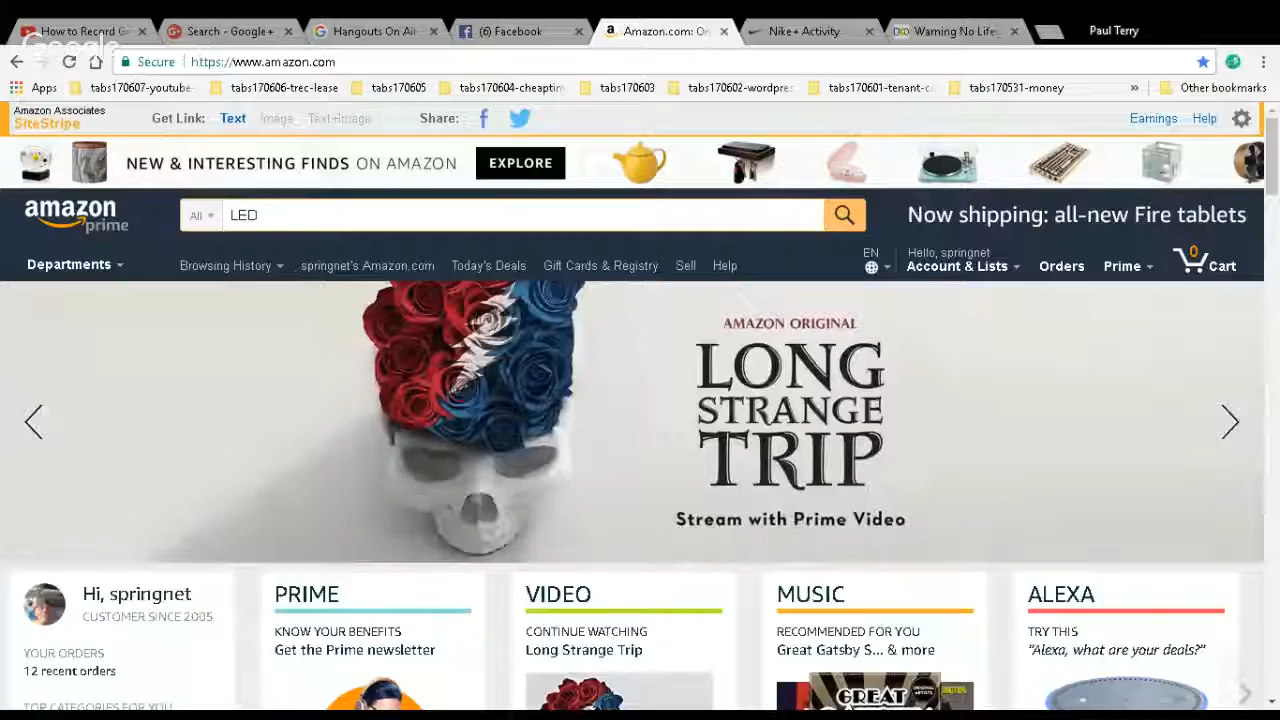 How to Record G
Search - Google+
Hangouts On Air
(6) Facebook
Amazon.com: On
Nike+ Activity
Warning No Life
Paul Terry
Google
Secure
https://www.amazon.com
Apps
tabs170607-youtube
tabs170606-trec-lease
tabs170605
tabs170604-cheaptin
tabs170603
tabs170602-wordpre
tabs170601-tenant-c
tabs170531-money
»
Other bookmarks
Amazon Associates
SiteStripe
Get Link:
Text
Image
Text+Image
Share:
Earnings
Help
NEW & INTERESTING FINDS ON AMAZON
EXPLORE
amazon
prime
All
LED
Now shipping: all-new Fire tablets
Departments
Browsing History
springnet's Amazon.com
Today's Deals
Gift Cards & Registry
Sell
Help
EN
Hello, springnet
Account & Lists
Orders
Prime
0
Cart
AMAZON ORIGINAL
LONG
STRANGE
TRIP
Stream with Prime Video
Hi, springnet
CUSTOMER SINCE 2005
YOUR ORDERS
12 recent orders
TOP CATEGORIES FOR YOU
PRIME
KNOW YOUR BENEFITS
Get the Prime newsletter
VIDEO
CONTINUE WATCHING
Long Strange Trip
MUSIC
RECOMMENDED FOR YOU
Great Gatsby S... & more
GREAT
ALEXA
TRY THIS
"Alexa, what are your deals?"